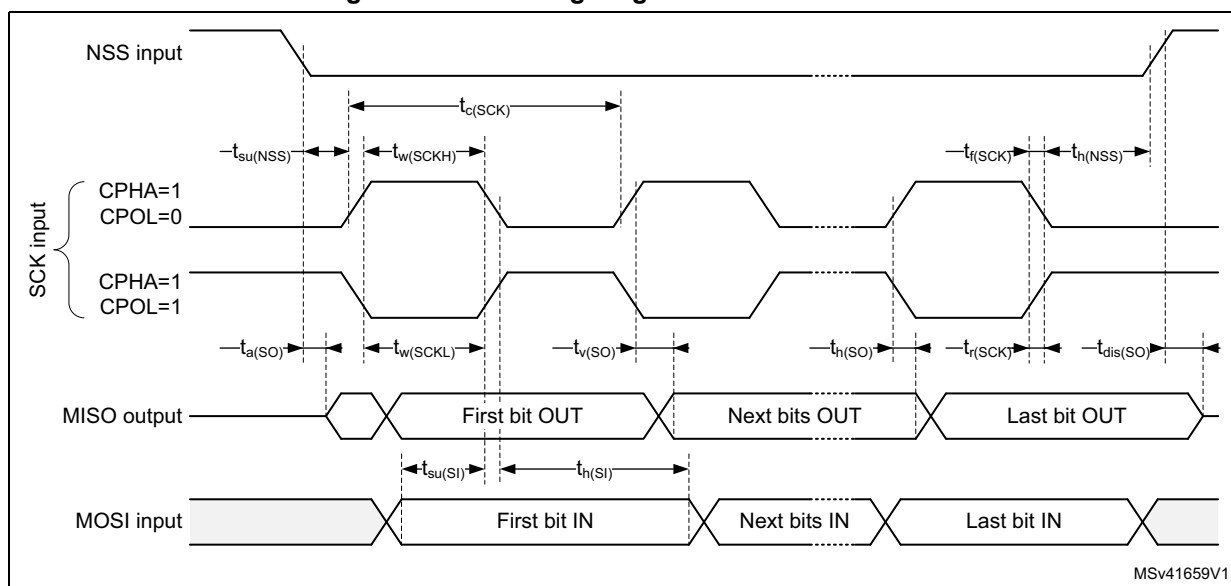 NSS input
tc(SCK)
tsu(NSS)
tw(SCKH)
tf(SCK)
th(NSS)
SCK input
CPHA=1
CPOL=0
CPHA=1
CPOL=1
ta(SO)
tw(SCKL)
tv(SO)
th(SO)
tr(SCK)
tdis(SO)
MISO output
First bit OUT
Next bits OUT
Last bit OUT
tsu(SI)
th(SI)
MOSI input
First bit IN
Next bits IN
Last bit IN
MSv41659V1